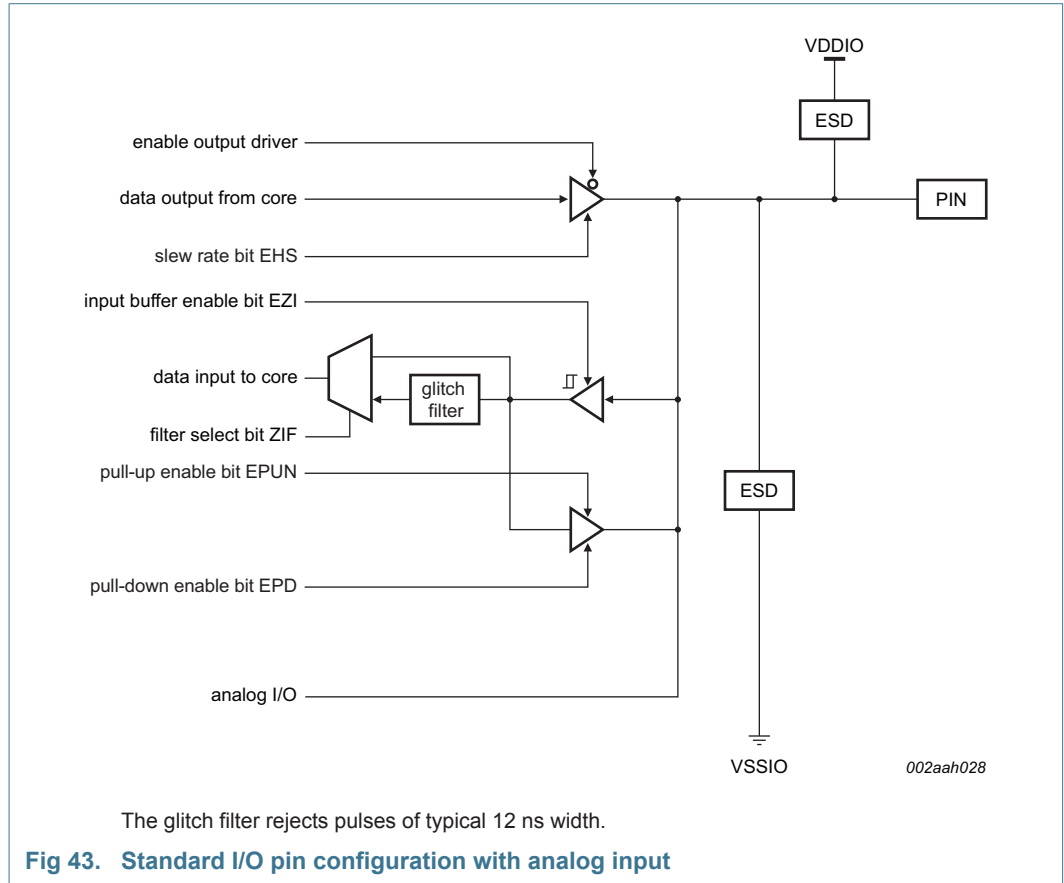 VDDIO
ESD
enable output driver
data output from core
PIN
slew rate bit EHS
input buffer enable bit EZI
data input to core
glitch
filter
filter select bit ZIF
pull-up enable bit EPUN
ESD
pull-down enable bit EPD
analog I/O
VSSIO
002aah028
The glitch filter rejects pulses of typical 12 ns width.
Fig 43. Standard I/O pin configuration with analog input